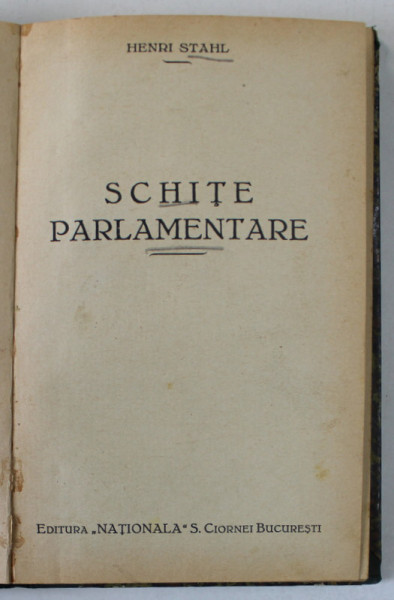 HENRI STAHL
SCHIȚE
PARLAMENTARE
EDITURA „NAȚIONALA“ S. CIORNEI BUCUREȘTI